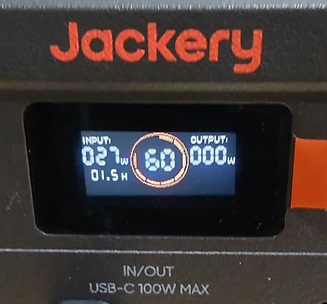 Jackery
INPUT: OUTPUT:
027W 60 000W
01.5H
IN/OUT
USB-C 100W MAX